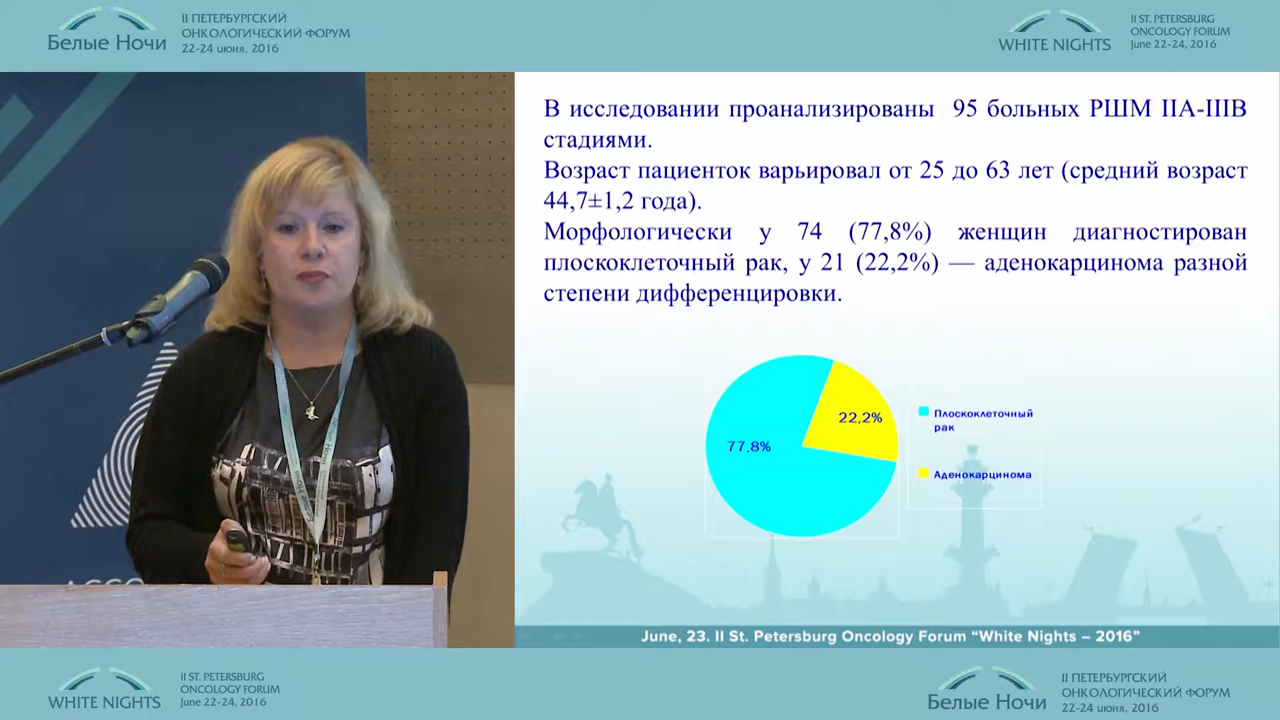 II ПЕТЕРБУРГСКИЙ
ОНКОЛОГИЧЕСКИЙ ФОРУМ
22-24 июня, 2016
Белые Ночи
II ST. PETERSBURG
ONCOLOGY FORUM
June 22-24, 2016
WHITE NIGHTS
В исследовании проанализированы 95 больных РШМ IIA-IIIB
стадиями.
Возраст пациенток варьировал от 25 до 63 лет (средний возраст
44,7±1,2 года).
Морфологически у 74 (77,8%) женщин диагностирован
плоскоклеточный рак, у 21 (22,2%) — аденокарцинома разной
степени дифференцировки.
22,2%
77,8%
Плоскоклеточный
рак
Аденокарцинома
June, 23. II St. Petersburg Oncology Forum “White Nights – 2016”
WHITE NIGHTS
II ST. PETERSBURG
ONCOLOGY FORUM
June 22-24, 2016
Белые Ночи
II ПЕТЕРБУРГСКИЙ
ОНКОЛОГИЧЕСКИЙ ФОРУМ
22-24 июня, 2016